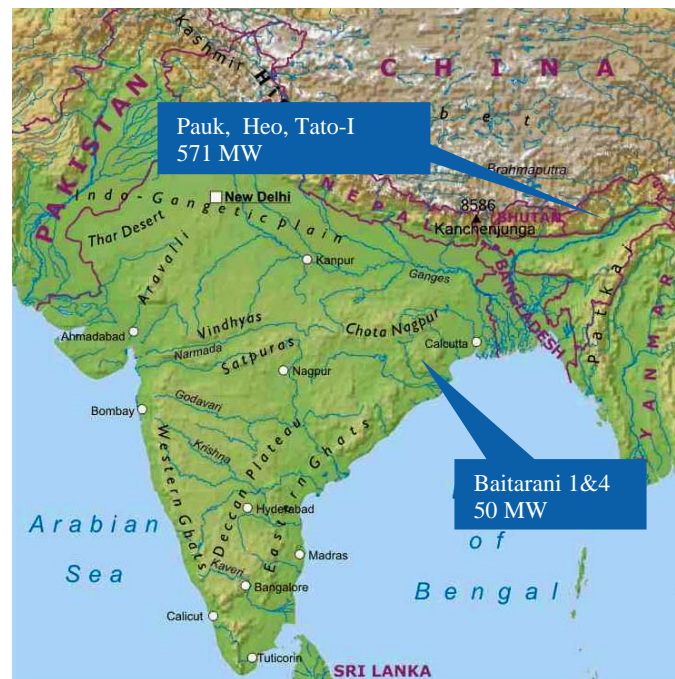 Kashmir
Hi
CHINA
PAKISTAN
Pauk, Heo, Tato-I
571 MW
b e t
Brahmaputra
Indo-Gangetic plain
New Delhi
NEPAL
8586
Kanchenjunga
BHUTAN
Thar Desert
Aravalli
Kanpur
Ganges
BANGLADESH
Patikai
MYANMAR
Ahmadabad
Vindhyas
Chota Nagpur
Calcutta
Narmada
Satpuras
Nagpur
Bombay
Godavari
Krishna
Western Ghats
Deccan Plateau
Eastern Ghats
Baitarani 1&4
50 MW
Hyderabad
Arabian
Sea
of
Bengal
Madras
Kaveri
Bangalore
Calicut
Tuticorin
SRI LANKA